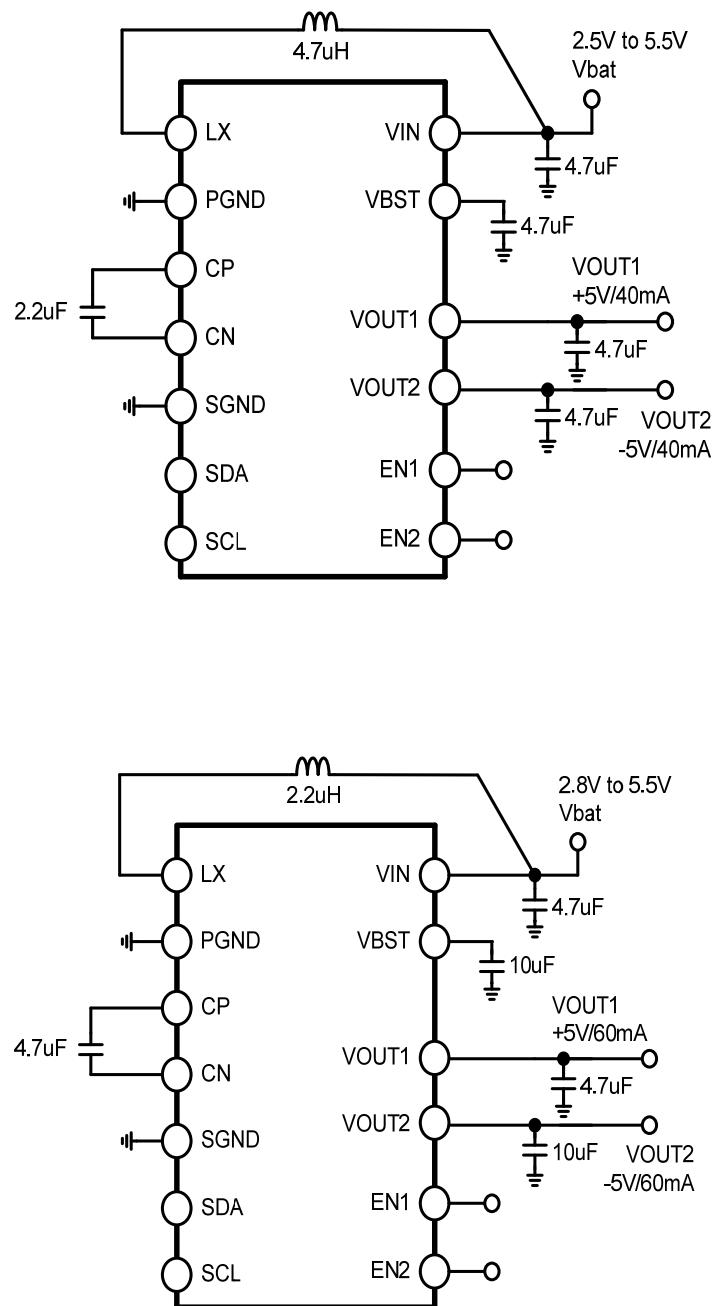 4.7uH
2.5V to 5.5V
Vbat
LX
VIN
4.7uF
PGND
VBST
4.7uF
CP
VOUT1
+5V/40mA
2.2uF
CN
VOUT1
4.7uF
SGND
VOUT2
4.7uF
VOUT2
-5V/40mA
SDA
EN1
SCL
EN2
2.2uH
2.8V to 5.5V
Vbat
LX
VIN
4.7uF
PGND
VBST
10uF
CP
VOUT1
+5V/60mA
4.7uF
CN
VOUT1
4.7uF
SGND
VOUT2
10uF
VOUT2
-5V/60mA
SDA
EN1
SCL
EN2